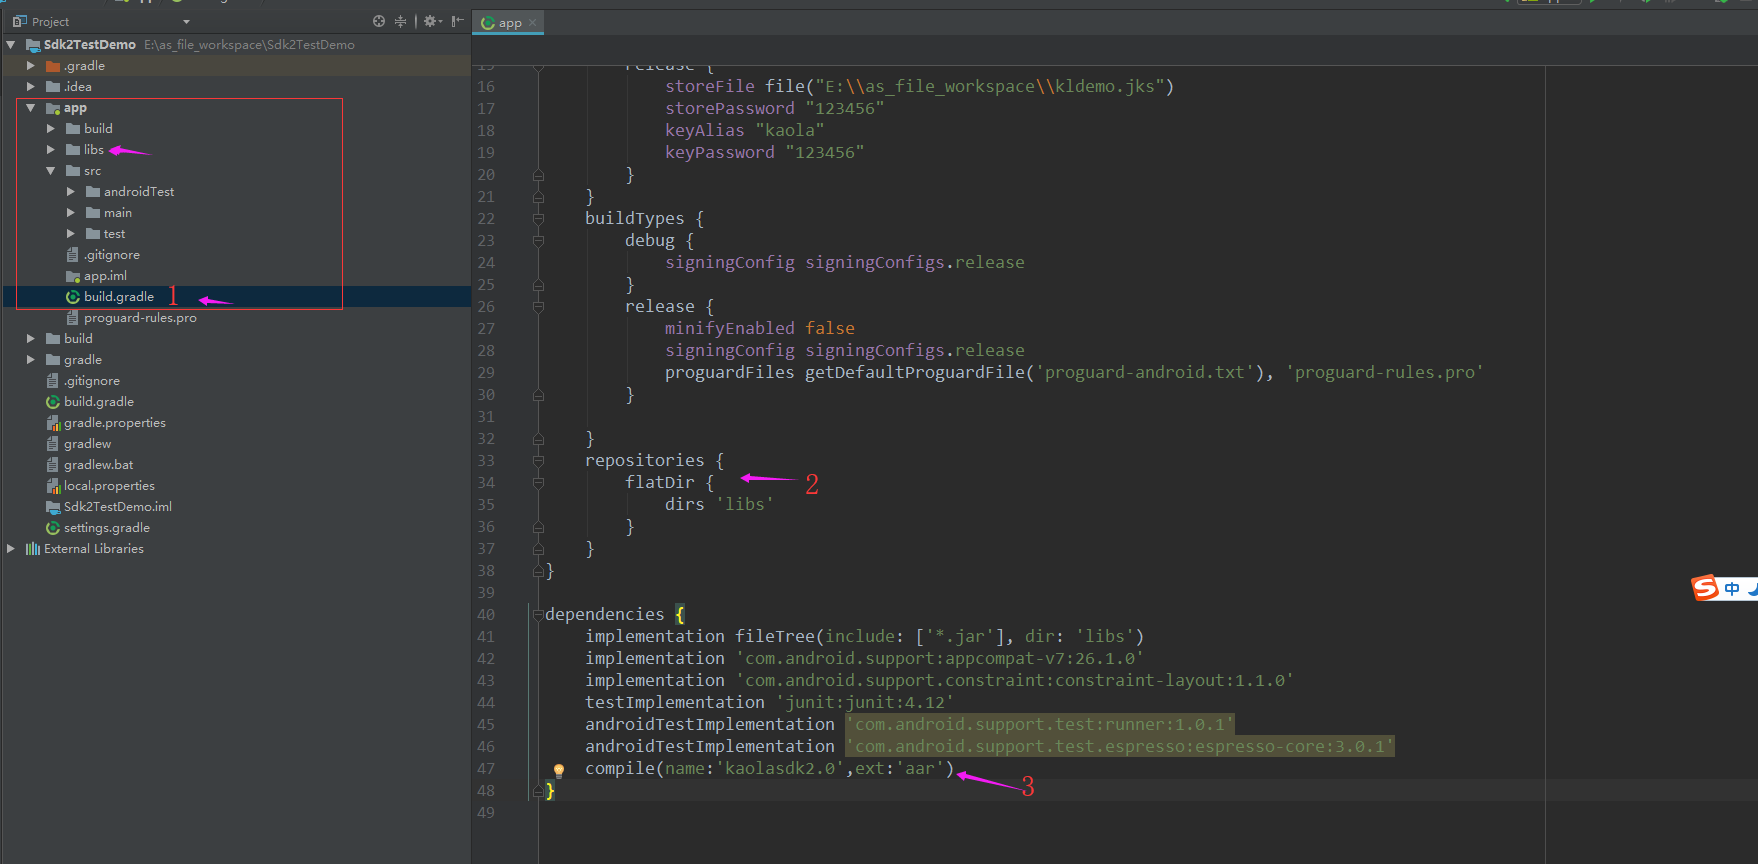 Project
Sdk2TestDemo E:\as_file_workspace\Sdk2TestDemo
.gradle
.idea
app
build
libs
src
androidTest
main
test
.gitignore
app.iml
build.gradle 1
proguard-rules.pro
build
gradle
.gitignore
build.gradle
gradle.properties
gradlew
gradlew.bat
local.properties
Sdk2TestDemo.iml
settings.gradle
External Libraries
app
15 release {
16 storeFile file("E:\\as_file_workspace\\kldemo.jks")
17 storePassword "123456"
18 keyAlias "kaola"
19 keyPassword "123456"
20 }
21 }
22 buildTypes {
23 debug {
24 signingConfig signingConfigs.release
25 }
26 release {
27 minifyEnabled false
28 signingConfig signingConfigs.release
29 proguardFiles getDefaultProguardFile('proguard-android.txt'), 'proguard-rules.pro'
30 }
31
32 }
33 repositories {
34 flatDir { 2
35 dirs 'libs'
36 }
37 }
38 }
39
40 dependencies {
41 implementation fileTree(include: ['*.jar'], dir: 'libs')
42 implementation 'com.android.support:appcompat-v7:26.1.0'
43 implementation 'com.android.support.constraint:constraint-layout:1.1.0'
44 testImplementation 'junit:junit:4.12'
45 androidTestImplementation 'com.android.support.test:runner:1.0.1'
46 androidTestImplementation 'com.android.support.test.espresso:espresso-core:3.0.1'
47 compile(name:'kaolasdk2.0',ext:'aar') 3
48 }
49
S 中